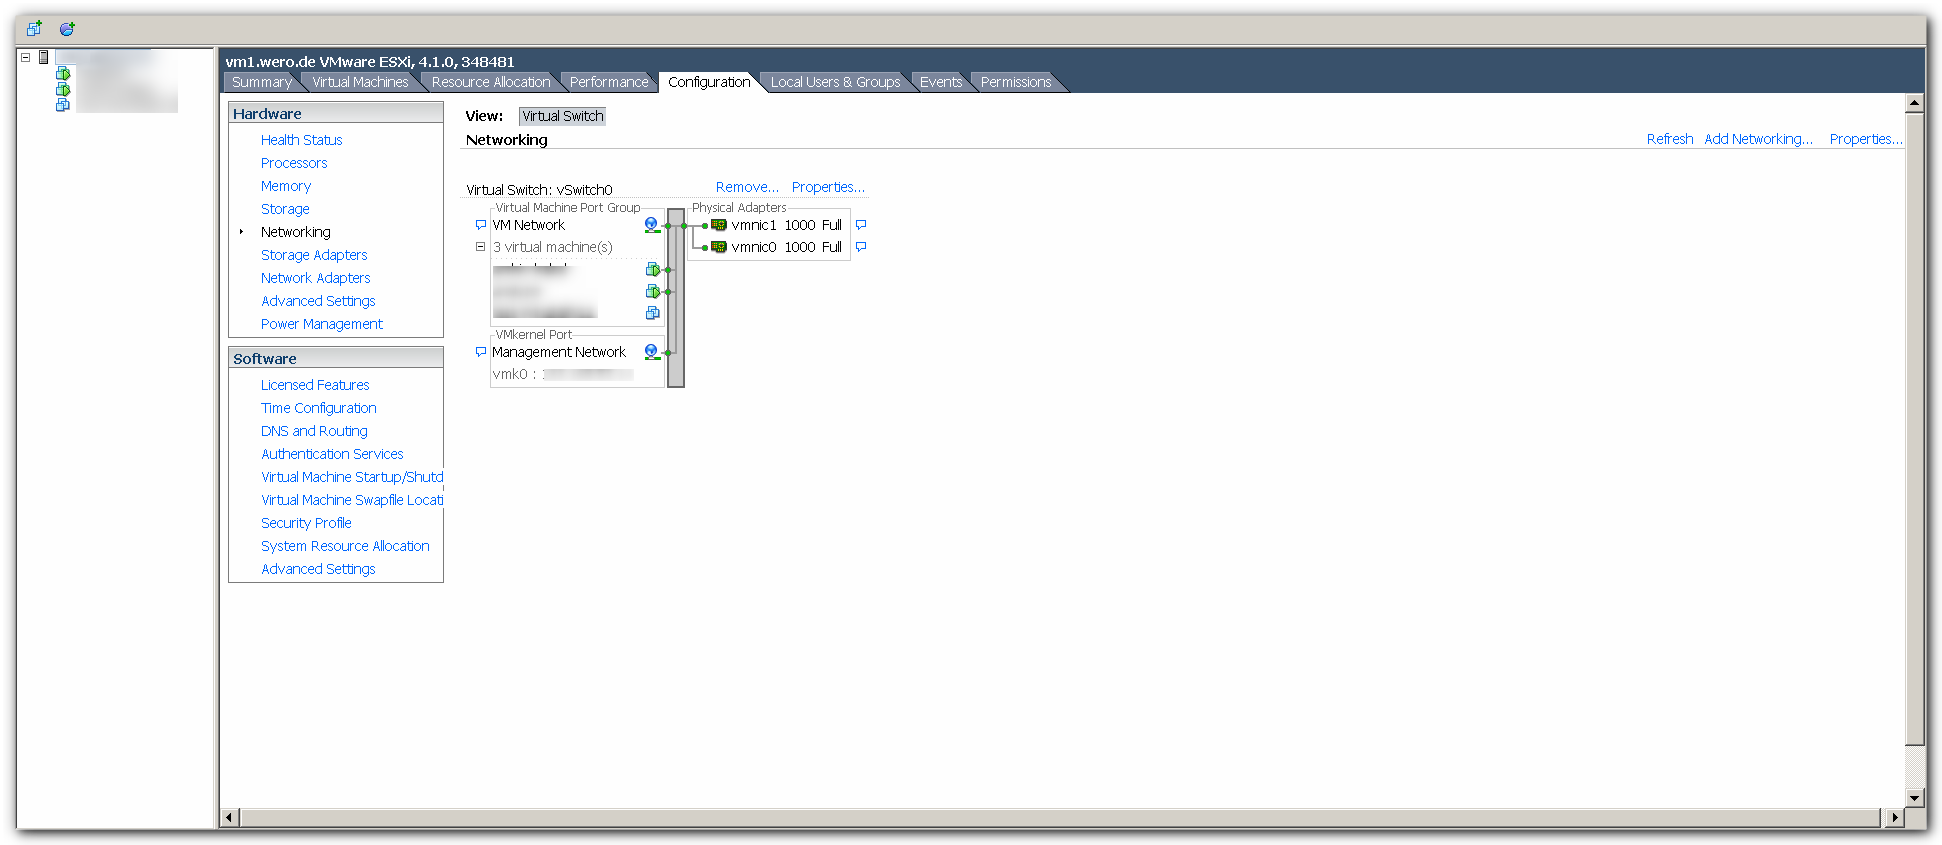 vm1.wero.de VMware ESXi, 4.1.0, 348481
Summary Virtual Machines Resource Allocation Performance Configuration Local Users & Groups Events Permissions
Hardware
Health Status
Processors
Memory
Storage
Networking
Storage Adapters
Network Adapters
Advanced Settings
Power Management
Software
Licensed Features
Time Configuration
DNS and Routing
Authentication Services
Virtual Machine Startup/Shutd
Virtual Machine Swapfile Locati
Security Profile
System Resource Allocation
Advanced Settings
View: Virtual Switch
Networking
Refresh Add Networking... Properties...
Virtual Switch: vSwitch0 Remove... Properties...
Virtual Machine Port Group
VM Network
3 virtual machine(s)
VMkernel Port
Management Network
vmk0 :
Physical Adapters
vmnic1 1000 Full
vmnic0 1000 Full